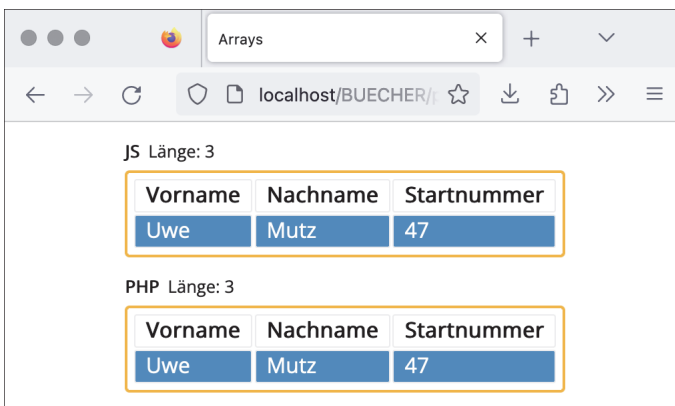 Arrays
localhost/BUECHER/
JS Länge: 3
Vorname Nachname Startnummer
Uwe Mutz 47
PHP Länge: 3
Vorname Nachname Startnummer
Uwe Mutz 47